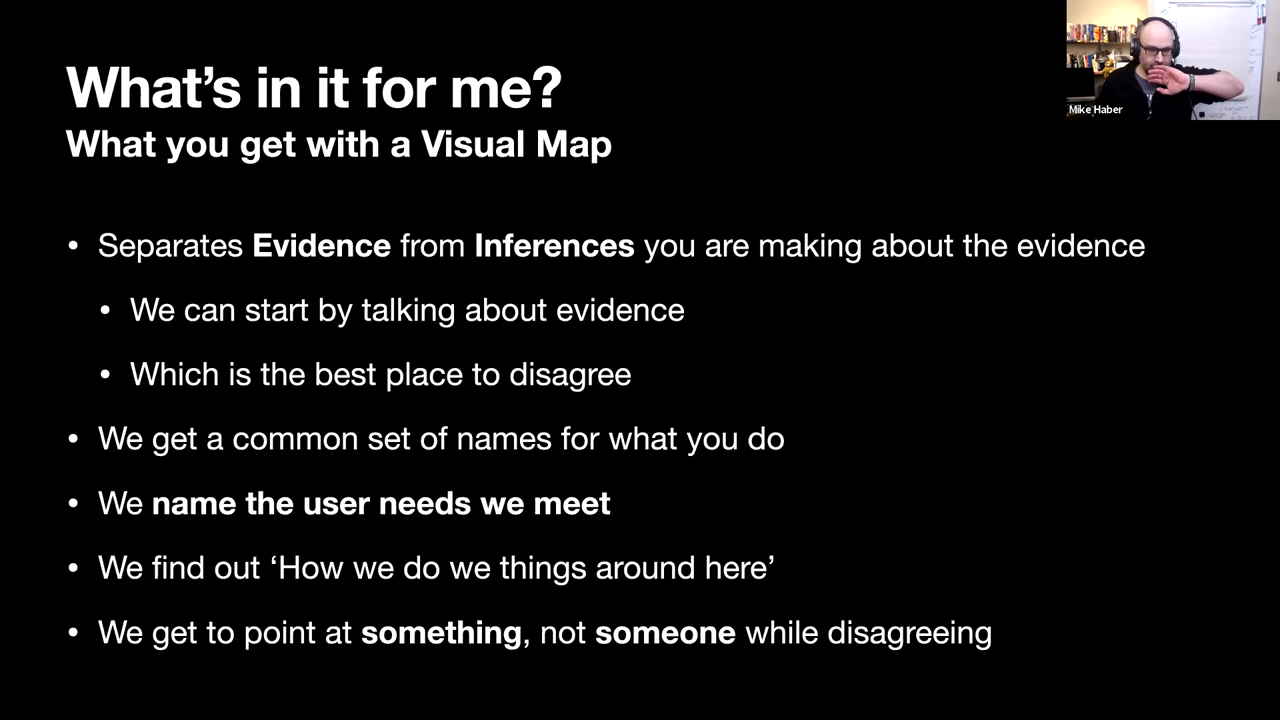 What’s in it for me?
What you get with a Visual Map
Mike Haber
• Separates Evidence from Inferences you are making about the evidence
• We can start by talking about evidence
• Which is the best place to disagree
• We get a common set of names for what you do
• We name the user needs we meet
• We find out ‘How we do we things around here’
• We get to point at something, not someone while disagreeing